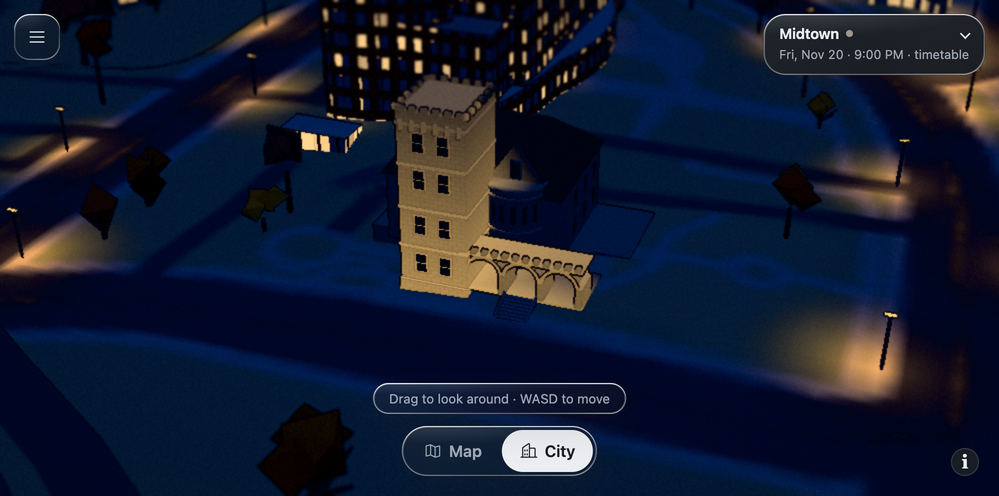 Midtown
Fri, Nov 20 · 9:00 PM · timetable
Drag to look around · WASD to move
Map
City
i